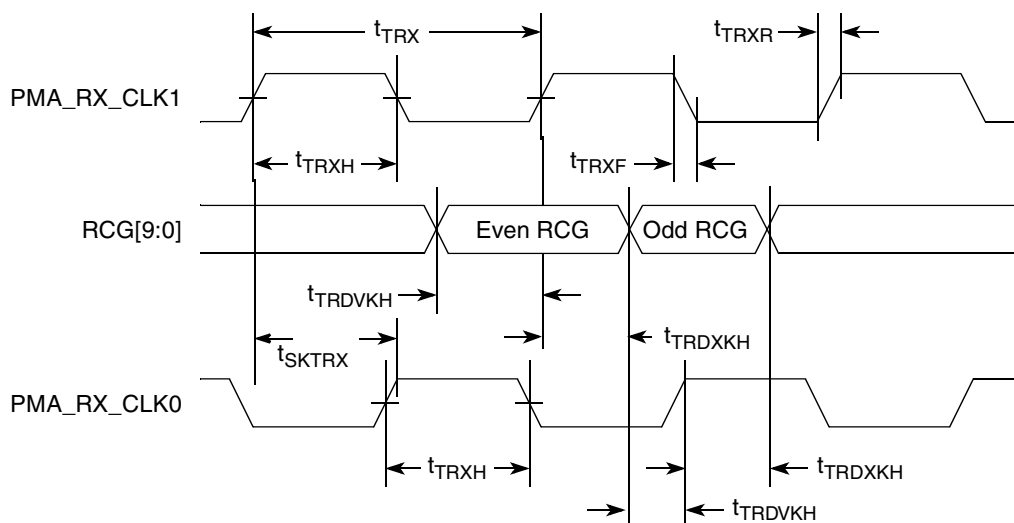 tTRX
tTRXR
PMA_RX_CLK1
tTRXH
tTRXF
RCG[9:0]
Even RCG
Odd RCG
tTRDVKH
tTRDXKH
tSKTRX
PMA_RX_CLK0
tTRXH
tTRDXKH
tTRDVKH